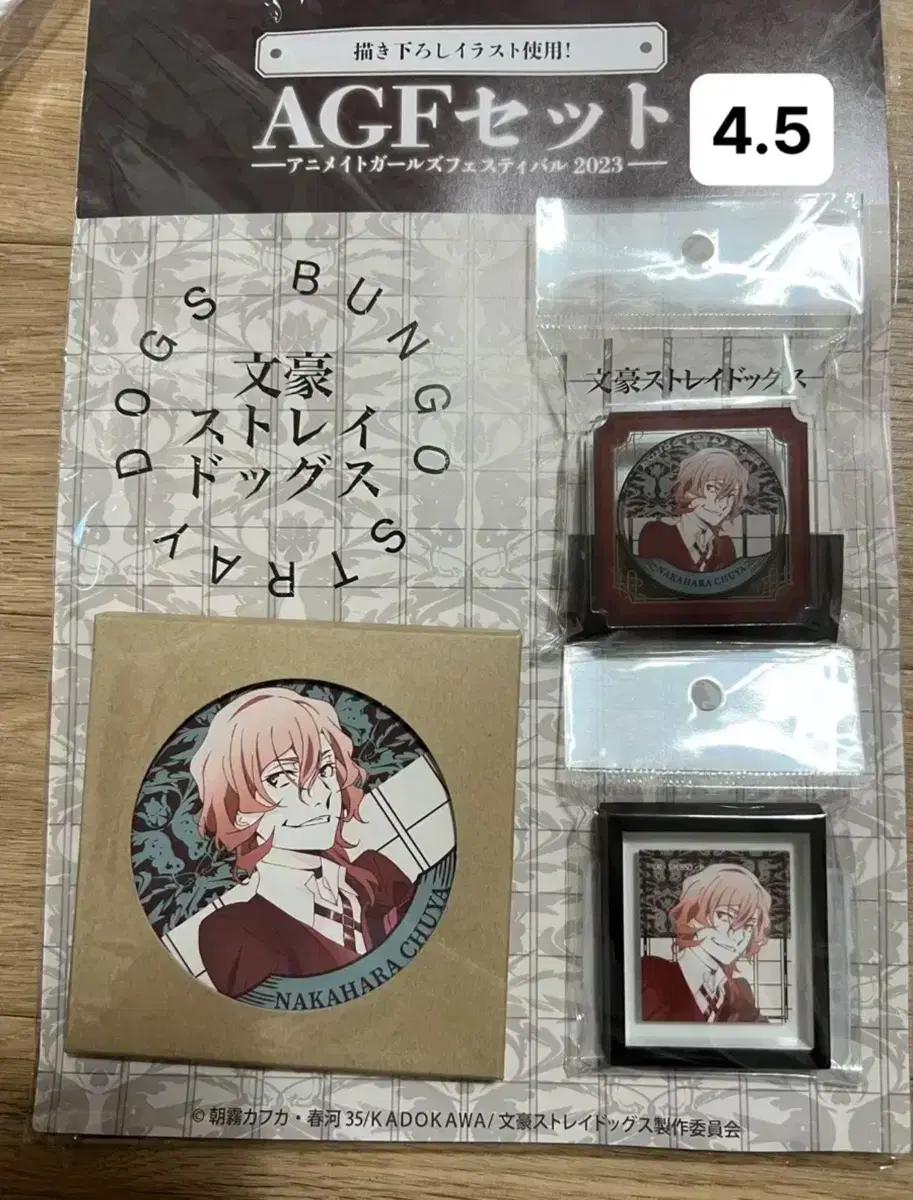 描き下ろしイラスト使用!
AGFセット
アニメイトガールズフェスティバル 2023
4.5
BUNGO STRAY DOGS
文豪
ストレイ
ドッグス
文豪ストレイドッグス
NAKAHARA CHUYA
NAKAHARA CHUYA
© 朝霧カフカ・春河35/KADOKAWA/文豪ストレイドッグス製作委員会